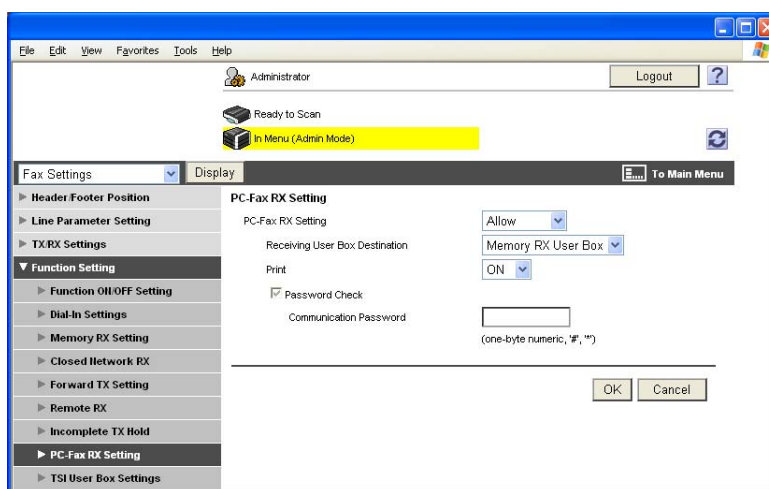 File Edit View Favorites Tools Help
Administrator
Logout ?
Ready to Scan
In Menu (Admin Mode)
Fax Settings Display To Main Menu
Header/Footer Position
Line Parameter Setting
TX/RX Settings
Function Setting
Function ON/OFF Setting
Dial-In Settings
Memory RX Setting
Closed Network RX
Forward TX Setting
Remote RX
Incomplete TX Hold
PC-Fax RX Setting
TSI User Box Settings
PC-Fax RX Setting
PC-Fax RX Setting Allow
Receiving User Box Destination Memory RX User Box
Print ON
Password Check
Communication Password
(one-byte numeric, '#', '*')
OK Cancel